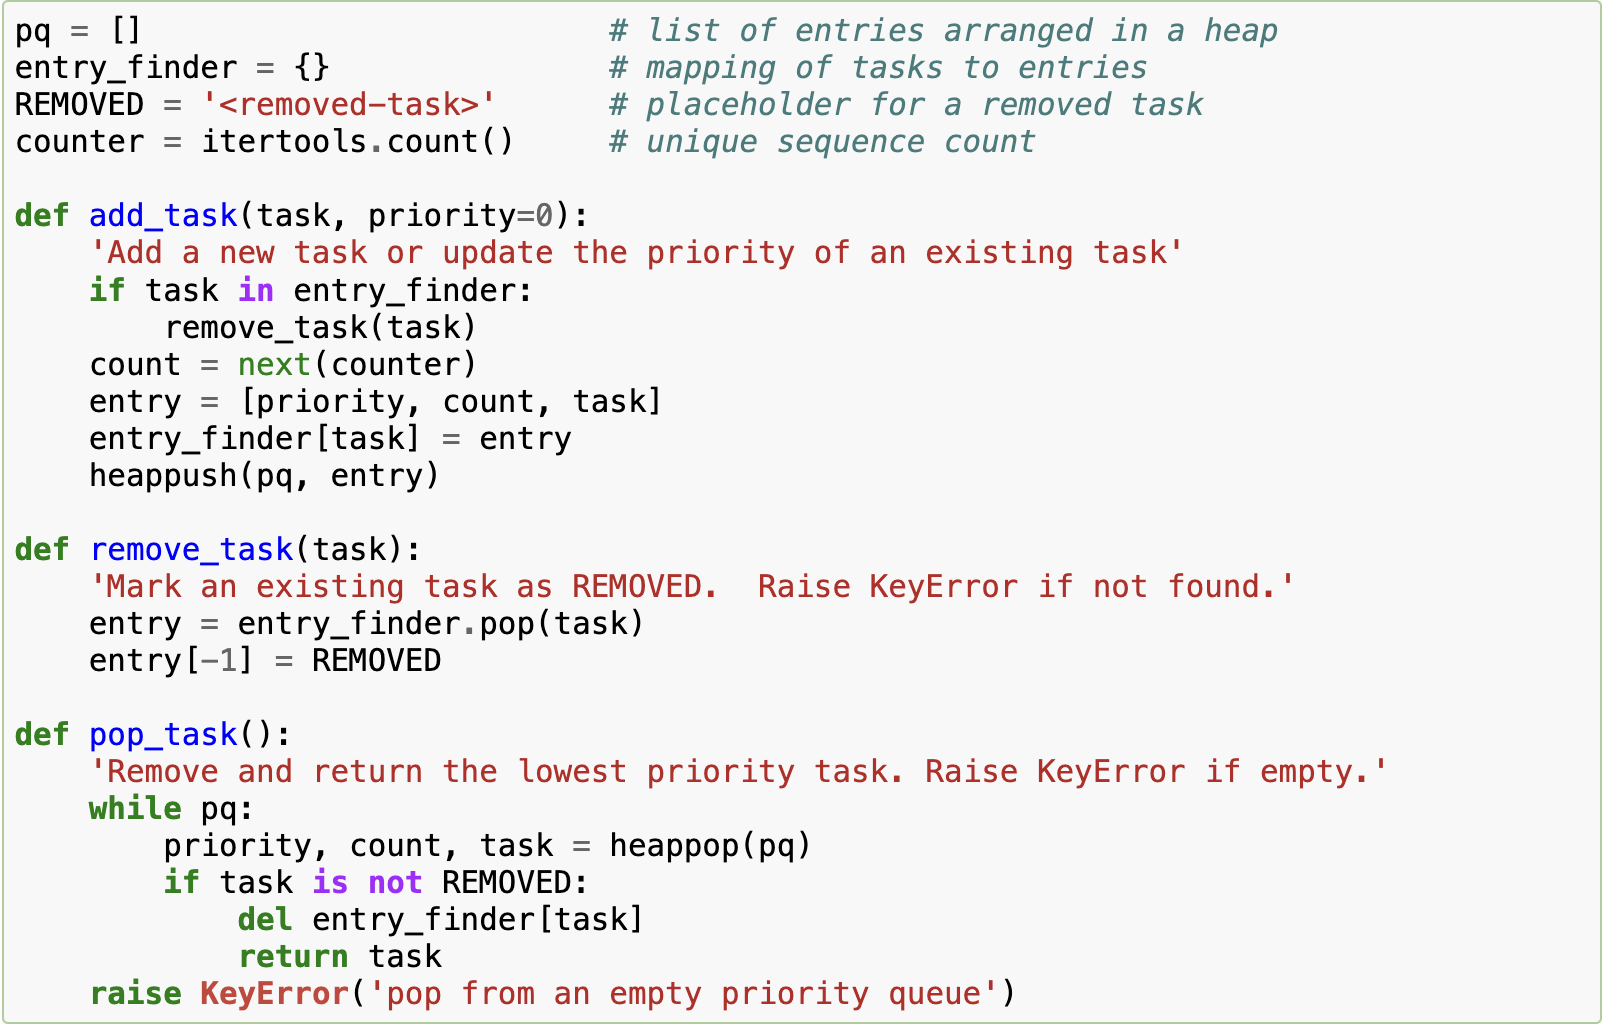 pq = []                         # list of entries arranged in a heap
entry_finder = {}               # mapping of tasks to entries
REMOVED = '<removed-task>'      # placeholder for a removed task
counter = itertools.count()     # unique sequence count

def add_task(task, priority=0):
    'Add a new task or update the priority of an existing task'
    if task in entry_finder:
        remove_task(task)
    count = next(counter)
    entry = [priority, count, task]
    entry_finder[task] = entry
    heappush(pq, entry)

def remove_task(task):
    'Mark an existing task as REMOVED.  Raise KeyError if not found.'
    entry = entry_finder.pop(task)
    entry[-1] = REMOVED

def pop_task():
    'Remove and return the lowest priority task. Raise KeyError if empty.'
    while pq:
        priority, count, task = heappop(pq)
        if task is not REMOVED:
            del entry_finder[task]
            return task
    raise KeyError('pop from an empty priority queue')